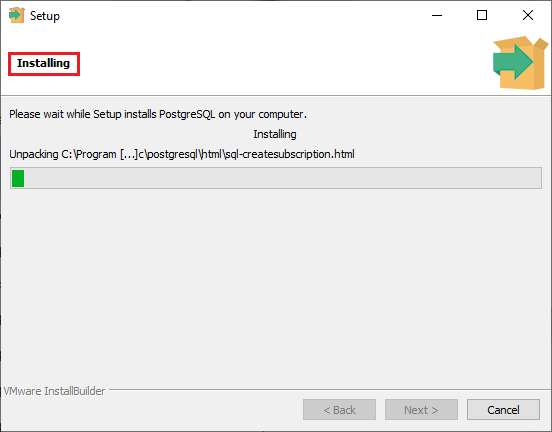 Setup
Installing
Please wait while Setup installs PostgreSQL on your computer.
Installing
Unpacking C:\Program [...]c\postgresql\html\sql-createsubscription.html
VMware InstallBuilder
< Back
Next >
Cancel